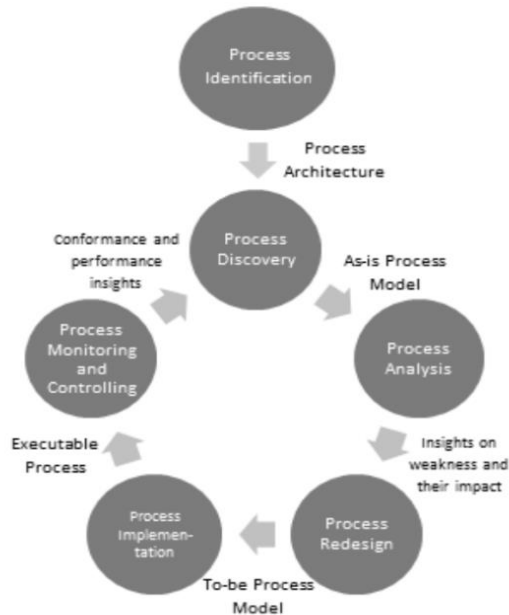 Process
Identification
Process
Architecture
Process
Discovery
Conformance and
performance
insights
As-is Process
Model
Process
Monitoring
and
Controlling
Process
Analysis
Executable
Process
Insights on
weakness and
their impact
Process
Implemen-
tation
Process
Redesign
To-be Process
Model